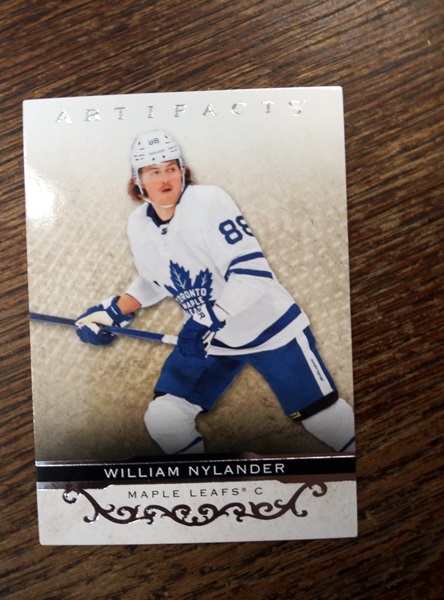 ARTIFACTS
88
88
TORONTO
MAPLE
LEAFS
WILLIAM NYLANDER
MAPLE LEAFS® C